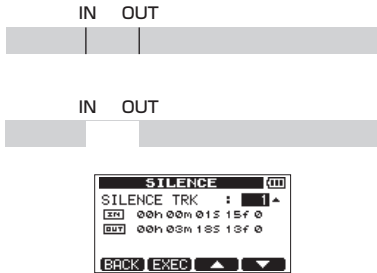 IN OUT
IN OUT
SILENCE
SILENCE TRK : 1
IN 00h 00m 01s 15f 0
OUT 00h 03m 18s 13f 0
BACK EXEC